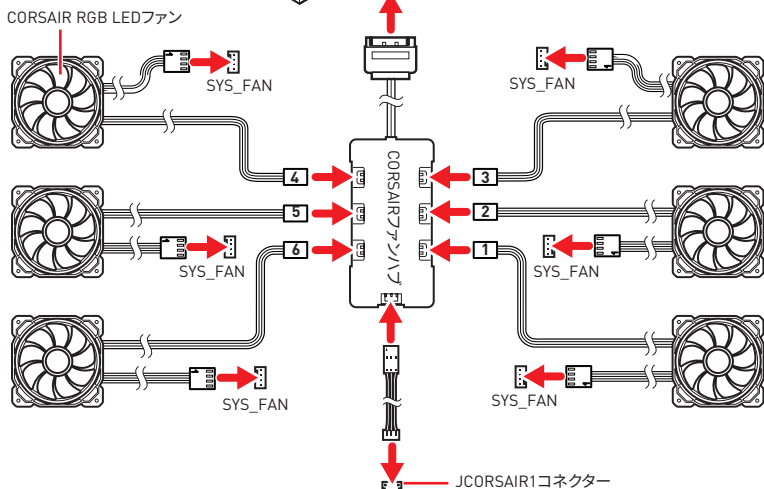 CORSAIR RGB LEDファン
SYS_FAN
SYS_FAN
4
3
CORSAIRファンハブ
5
2
6
1
SYS_FAN
SYS_FAN
SYS_FAN
SYS_FAN
JCORSAIR1コネクター